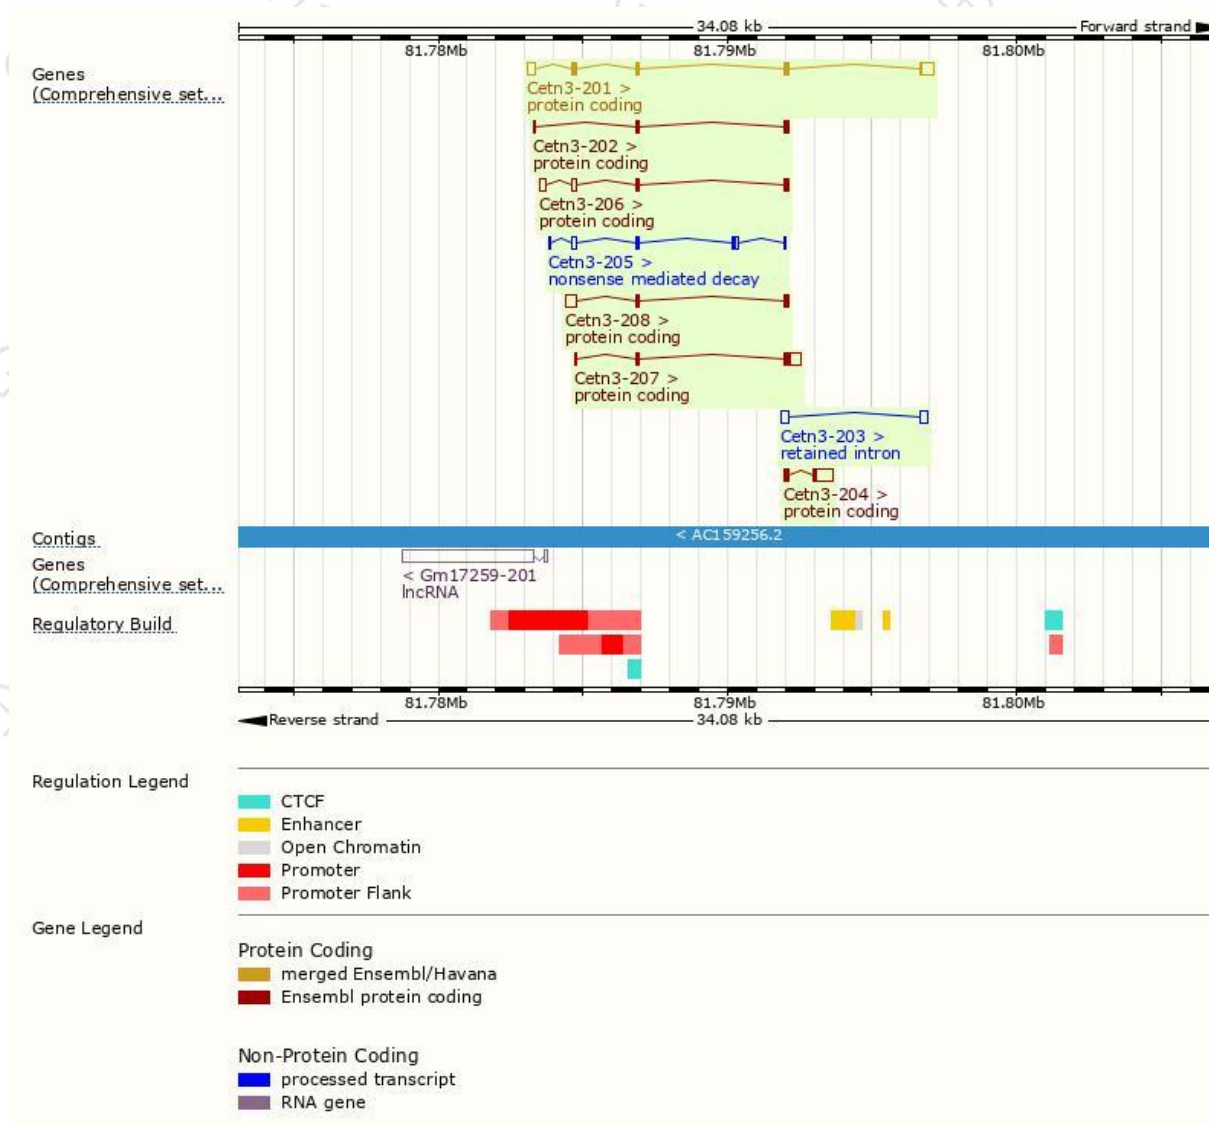 34.08 kb
Forward strand
81.78Mb 81.79Mb 81.80Mb
Genes
(Comprehensive set...
Cetn3-201 >
protein coding
Cetn3-202 >
protein coding
Cetn3-206 >
protein coding
Cetn3-205 >
nonsense mediated decay
Cetn3-208 >
protein coding
Cetn3-207 >
protein coding
Cetn3-203 >
retained intron
Cetn3-204 >
protein coding
Contigs
< AC159256.2
Genes
(Comprehensive set...
< Gm17259-201
lncRNA
Regulatory Build
81.78Mb 81.79Mb 81.80Mb
Reverse strand
34.08 kb
Regulation Legend
CTCF
Enhancer
Open Chromatin
Promoter
Promoter Flank
Gene Legend
Protein Coding
merged Ensembl/Havana
Ensembl protein coding
Non-Protein Coding
processed transcript
RNA gene